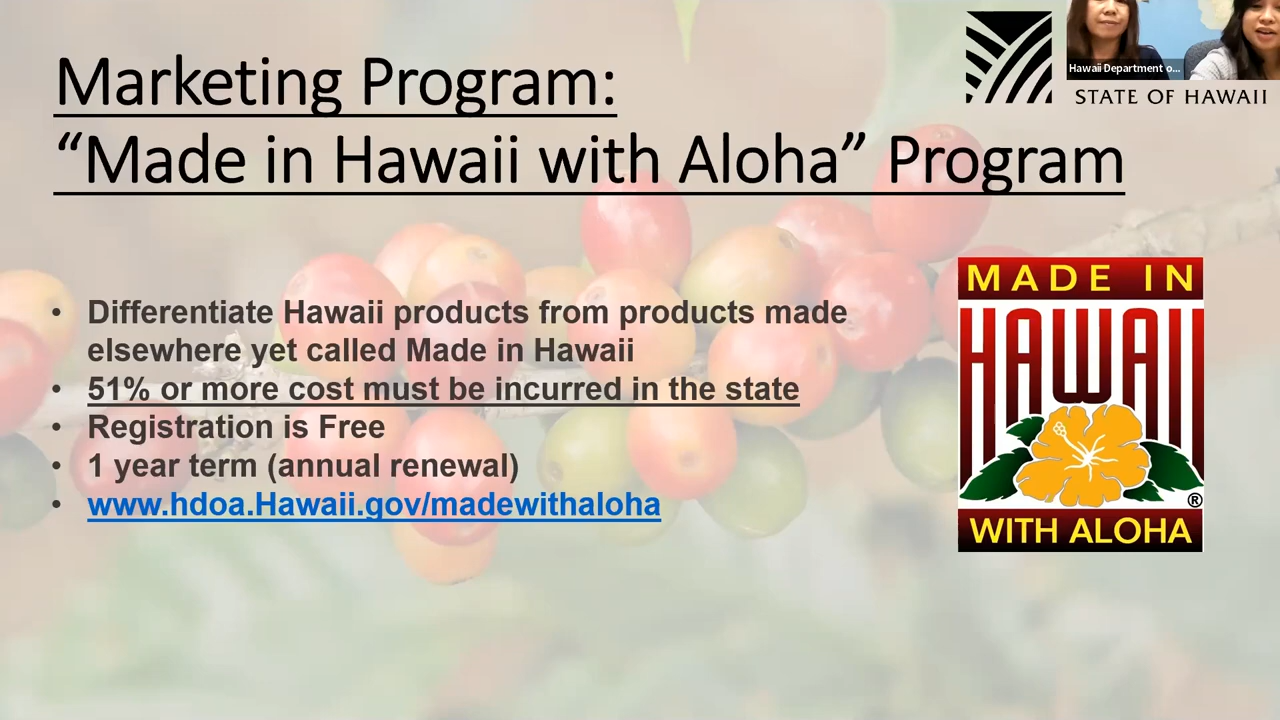 Marketing Program:
“Made in Hawaii with Aloha” Program
Hawaii Department o...
STATE OF HAWAII
• Differentiate Hawaii products from products made
elsewhere yet called Made in Hawaii
• 51% or more cost must be incurred in the state
• Registration is Free
• 1 year term (annual renewal)
• www.hdoa.Hawaii.gov/madewithaloha
MADE IN
HAWAII
®
WITH ALOHA